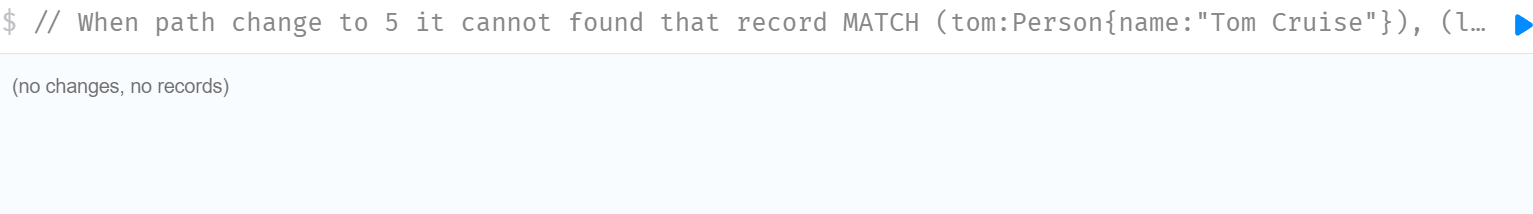 $ // When path change to 5 it cannot found that record MATCH (tom:Person{name:"Tom Cruise"}), (l…
(no changes, no records)